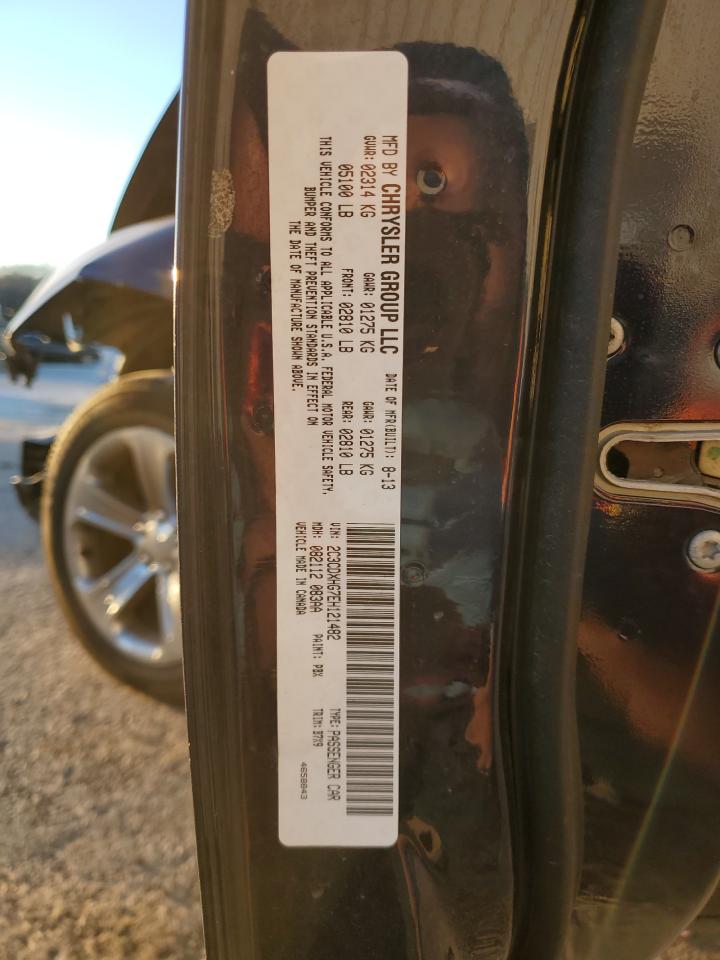 MFD BY CHRYSLER GROUP LLC DATE OF MFR(BUILT): 8-13
GVWR: 02314 KG GAWR: 01275 KG GAWR: 01275 KG
05100 LB FRONT: 02810 LB REAR: 02810 LB
THIS VEHICLE CONFORMS TO ALL APPLICABLE U.S.A. FEDERAL MOTOR VEHICLE SAFETY,
BUMPER AND THEFT PREVENTION STANDARDS IN EFFECT ON
THE DATE OF MANUFACTURE SHOWN ABOVE.
VIN: 2C3CDXHG7EH121482 TYPE: PASSENGER CAR
MDH: 082112 083AA PAINT: PBX TRIM: B7X9
VEHICLE MADE IN CANADA 4658843